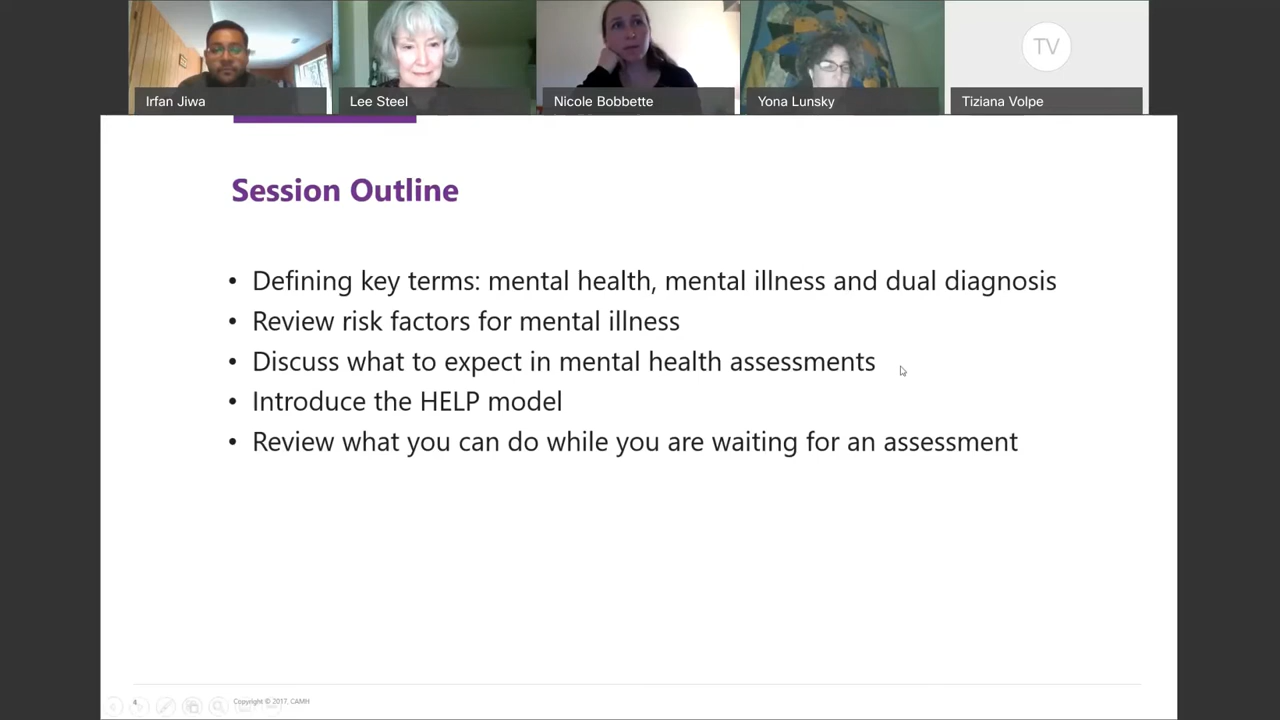 Irfan Jiwa
Lee Steel
Nicole Bobbette
Yona Lunsky
TV
Tiziana Volpe
Session Outline
• Defining key terms: mental health, mental illness and dual diagnosis
• Review risk factors for mental illness
• Discuss what to expect in mental health assessments
• Introduce the HELP model
• Review what you can do while you are waiting for an assessment
4
Copyright © 2017, CAMH